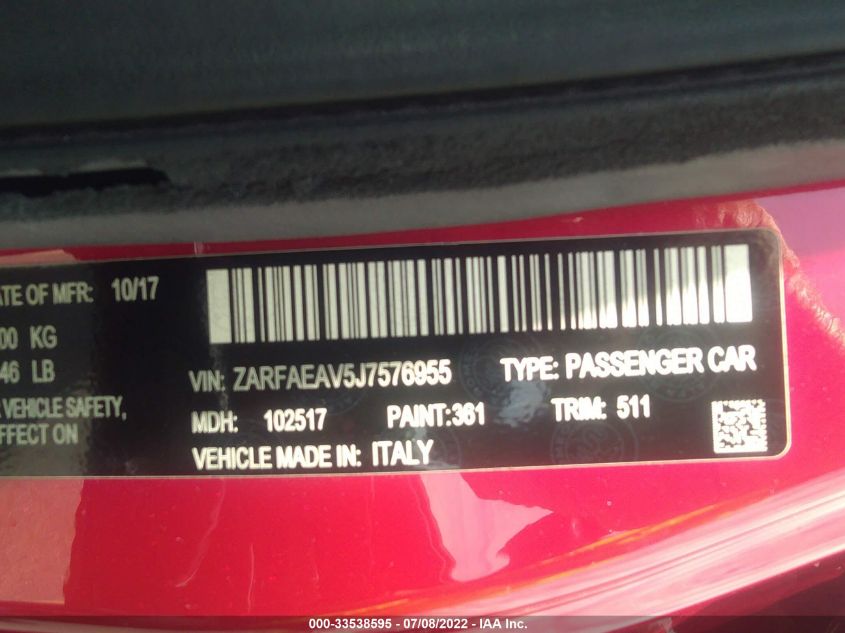 ATE OF MFR: 10/17
00 KG
46 LB
VIN: ZARFAEAV5J7576955 TYPE: PASSENGER CAR
VEHICLE SAFETY,
MDH: 102517 PAINT:361 TRIM: 511
EFFECT ON
VEHICLE MADE IN: ITALY
000-33538595 - 07/08/2022 - IAA Inc.